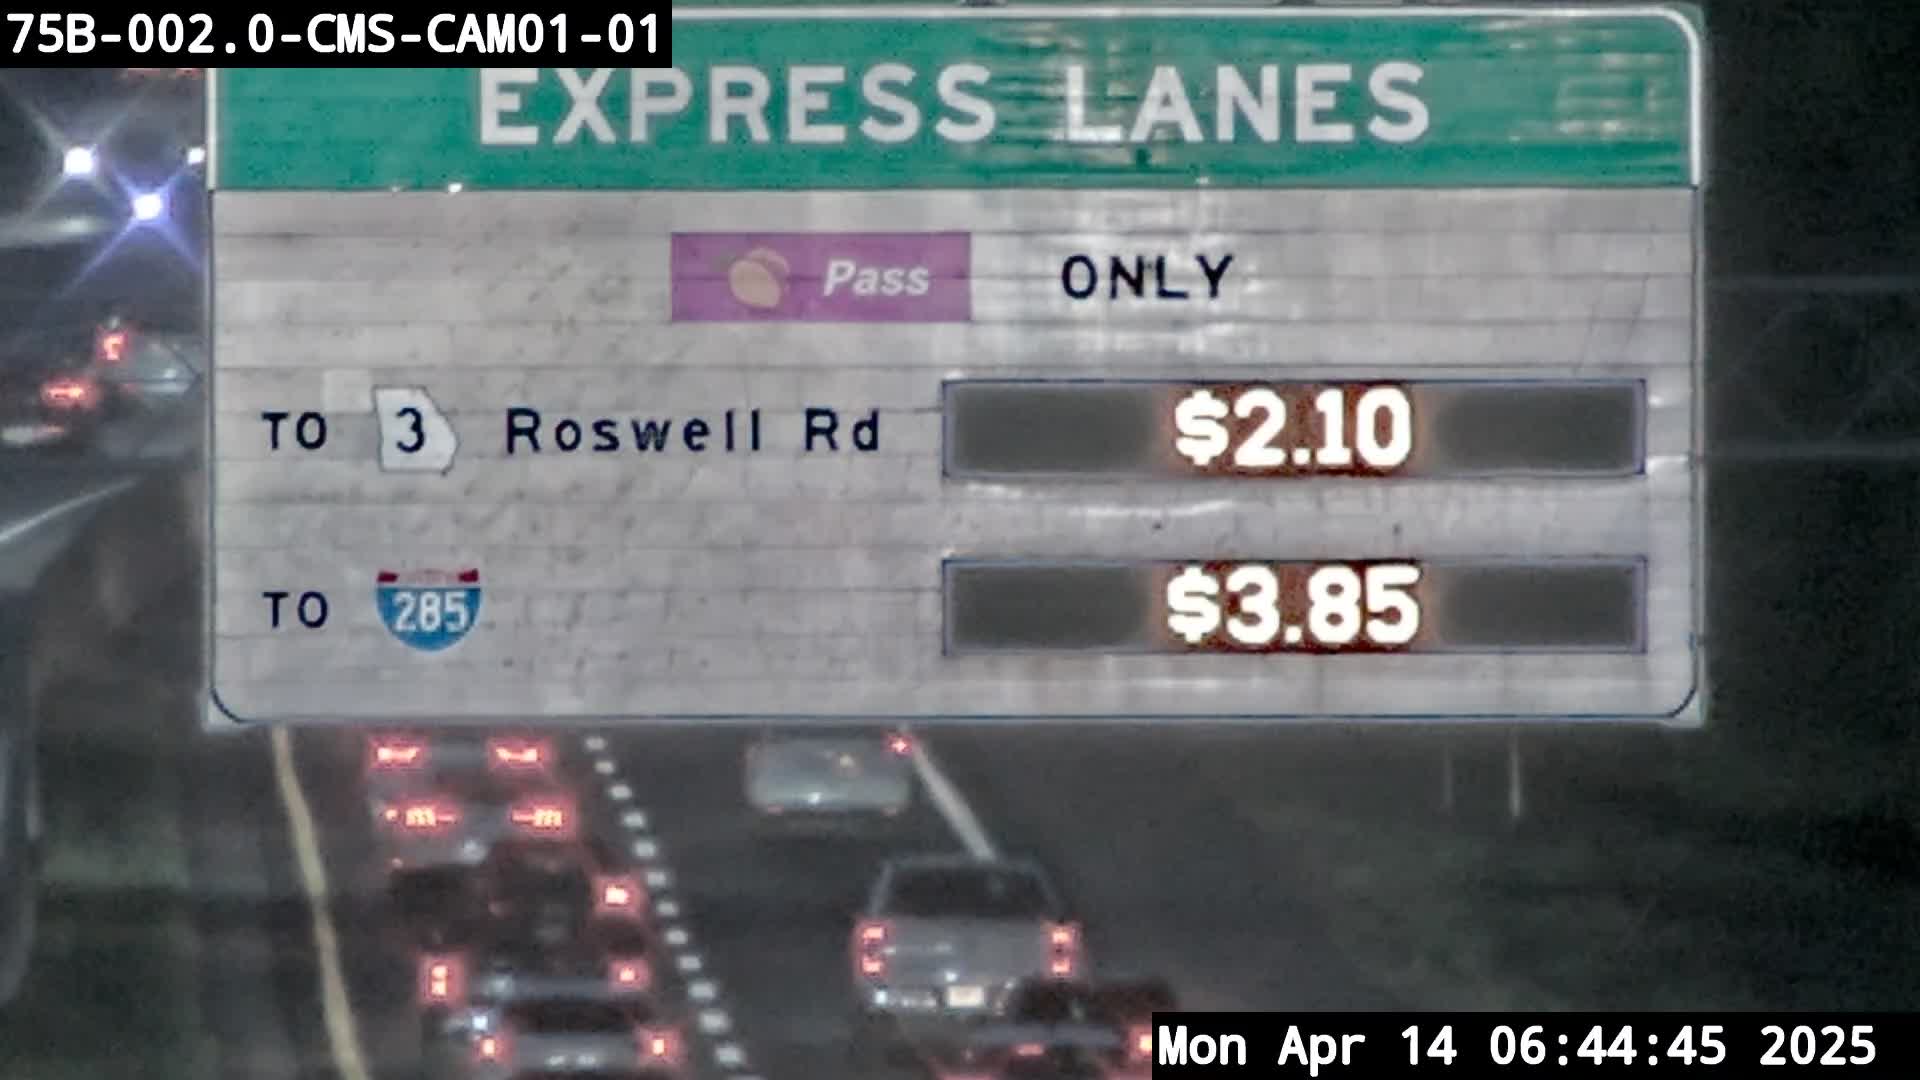 75B-002.0-CMS-CAM01-01
EXPRESS LANES
Pass ONLY
TO 3 Roswell Rd $2.10
TO 285 $3.85
Mon Apr 14 06:44:45 2025